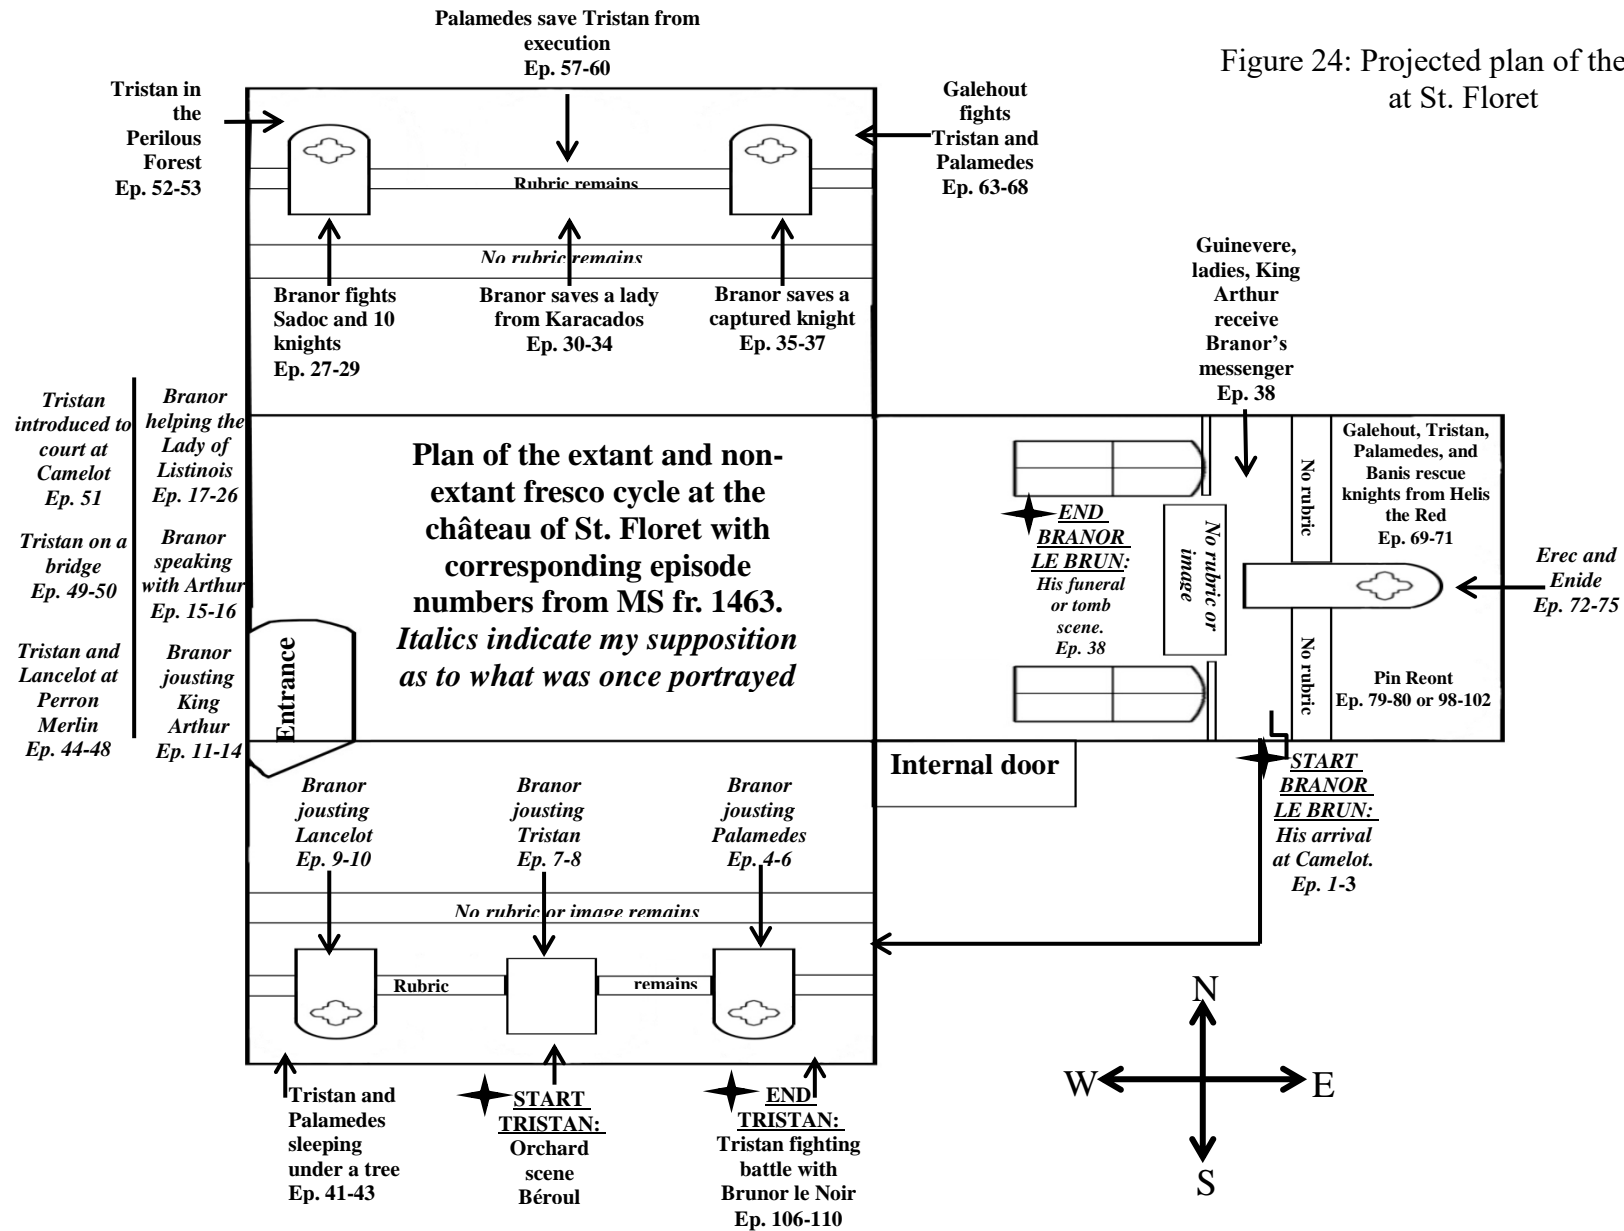 Palamedes save Tristan from
execution
Ep. 57-60
Figure 24: Projected plan of the
at St. Floret
Tristan in
the
Perilous
Forest
Ep. 52-53
Galehout
fights
Tristan and
Palamedes
Ep. 63-68
Rubric remains
No rubric remains
Branor fights
Sadoc and 10
knights
Ep. 27-29
Branor saves a lady
from Karacados
Ep. 30-34
Branor saves a
captured knight
Ep. 35-37
Guinevere,
ladies, King
Arthur
receive
Branor’s
messenger
Ep. 38
Tristan
introduced to
court at
Camelot
Ep. 51
Branor
helping the
Lady of
Listinois
Ep. 17-26
Tristan on a
bridge
Ep. 49-50
Branor
speaking
with Arthur
Ep. 15-16
Tristan and
Lancelot at
Perron
Merlin
Ep. 44-48
Branor
jousting
King
Arthur
Ep. 11-14
Entrance
Plan of the extant and non-
extant fresco cycle at the
château of St. Floret with
corresponding episode
numbers from MS fr. 1463.
Italics indicate my supposition
as to what was once portrayed
END
BRANOR
LE BRUN:
His funeral
or tomb
scene.
Ep. 38
No rubric or
image
No rubric
No rubric
Galehout, Tristan,
Palamedes, and
Banis rescue
knights from Helis
the Red
Ep. 69-71
Erec and
Enide
Ep. 72-75
Pin Reont
Ep. 79-80 or 98-102
Internal door
START
BRANOR
LE BRUN:
His arrival
at Camelot.
Ep. 1-3
Branor
jousting
Lancelot
Ep. 9-10
Branor
jousting
Tristan
Ep. 7-8
Branor
jousting
Palamedes
Ep. 4-6
No rubric or image remains
Rubric
remains
Tristan and
Palamedes
sleeping
under a tree
Ep. 41-43
START
TRISTAN:
Orchard
scene
Béroul
END
TRISTAN:
Tristan fighting
battle with
Brunor le Noir
Ep. 106-110
N
W
E
S